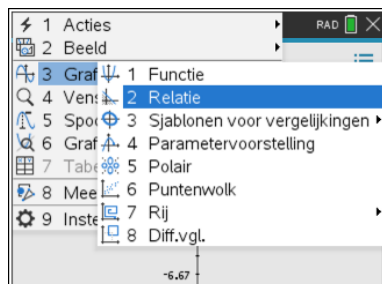 1 Acties
RAD
2 Beeld
3 Graf
1 Functie
4 Vens
2 Relatie
5 Spoo
3 Sjablonen voor vergelijkingen
6 Graf
4 Parametervoorstelling
7 Tabe
5 Polair
8 Mee
6 Puntenwolk
9 Inste
7 Rij
8 Diff.vgl.
-6.67